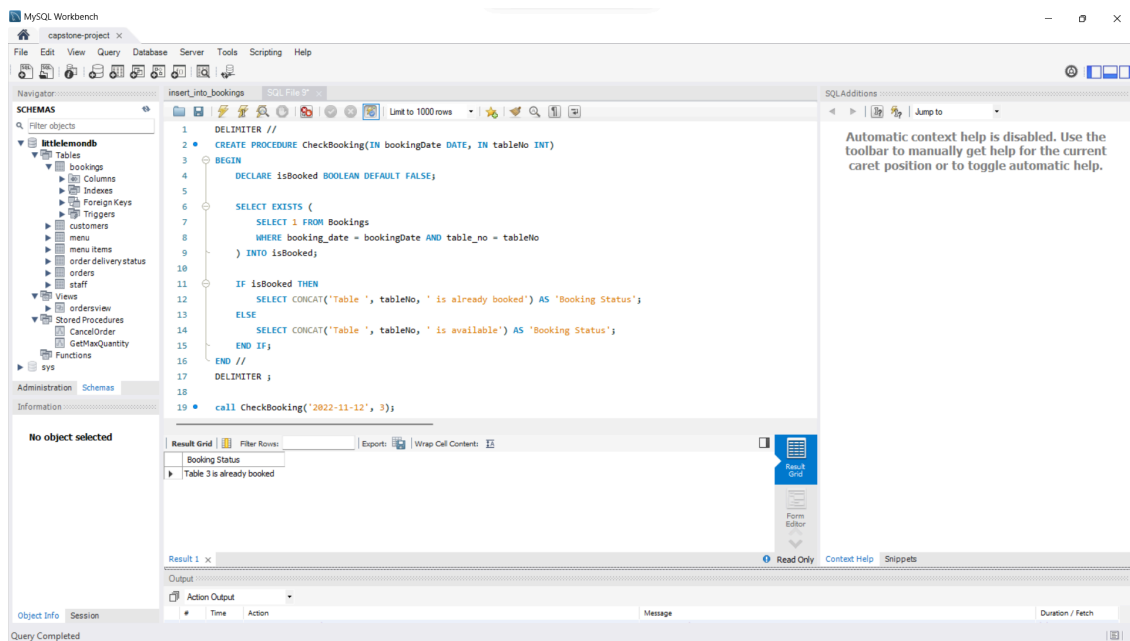 MySQL Workbench
capstone-project
File Edit View Query Database Server Tools Scripting Help
Navigator
SCHEMAS
Filter objects
littlelemondb
Tables
bookings
Columns
Indexes
Foreign Keys
Triggers
customers
menu
menu items
order delivery status
orders
staff
Views
ordersview
Stored Procedures
CancelOrder
GetMaxQuantity
Functions
sys
Administration Schemas
Information
No object selected
Object Info Session
insert_into_bookings SQL File 9*
Limit to 1000 rows
1 DELIMITER //
2 CREATE PROCEDURE CheckBooking(IN bookingDate DATE, IN tableNo INT)
3 BEGIN
4 DECLARE isBooked BOOLEAN DEFAULT FALSE;
5
6 SELECT EXISTS (
7 SELECT 1 FROM Bookings
8 WHERE booking_date = bookingDate AND table_no = tableNo
9 ) INTO isBooked;
10
11 IF isBooked THEN
12 SELECT CONCAT('Table ', tableNo, ' is already booked') AS 'Booking Status';
13 ELSE
14 SELECT CONCAT('Table ', tableNo, ' is available') AS 'Booking Status';
15 END IF;
16 END //
17 DELIMITER ;
18
19 call CheckBooking('2022-11-12', 3);
Result Grid Filter Rows: Export: Wrap Cell Content:
Booking Status
Table 3 is already booked
Result Grid
Form Editor
Result 1
Read Only
SQLAdditions
Jump to
Automatic context help is disabled. Use the
toolbar to manually get help for the current
caret position or to toggle automatic help.
Context Help Snippets
Output
Action Output
# Time Action Message Duration / Fetch
Query Completed